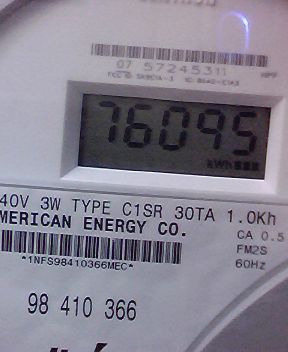 07 57245311
76095
kWh
40V 3W TYPE C1SR 30TA 1.0Kh
MERICAN ENERGY CO.
CA 0.5
FM2S
*1NFS98410366MEC*
60Hz
98 410 366